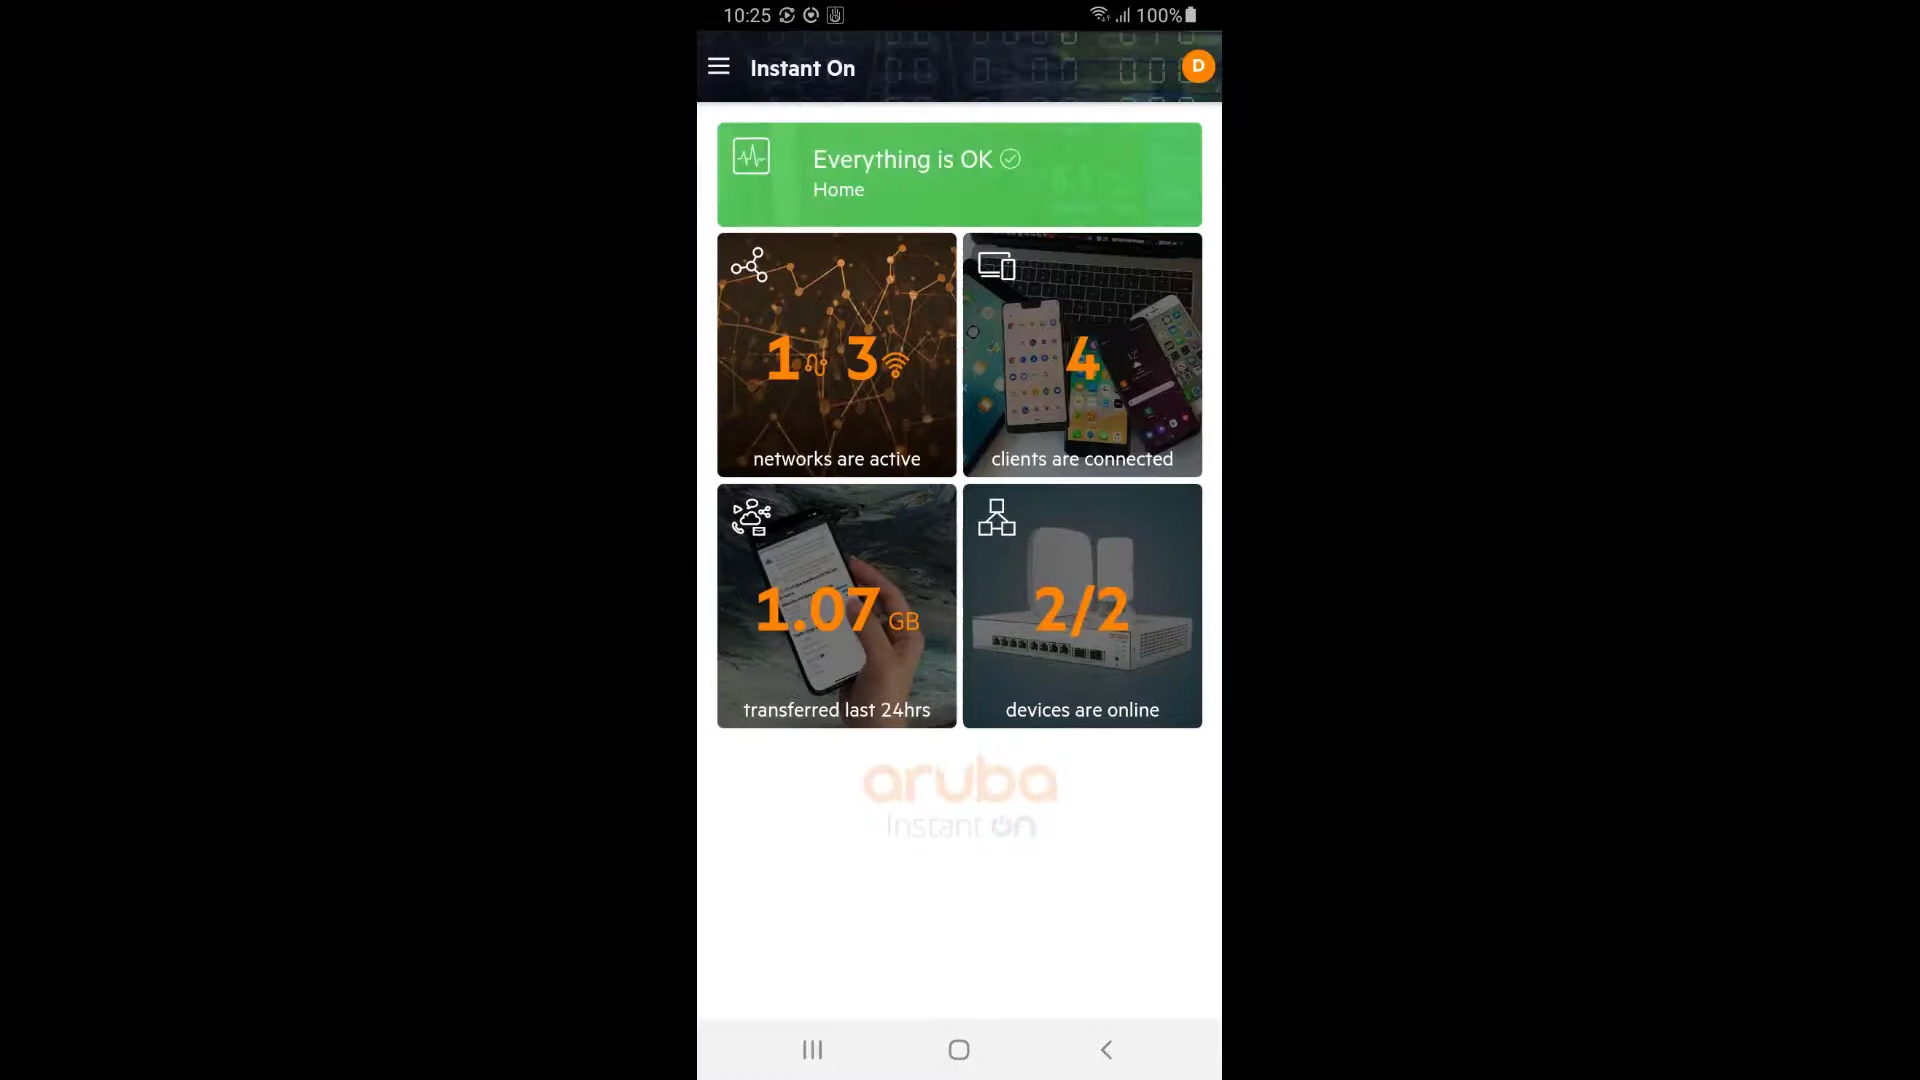 10:25 100%
Instant On D
Everything is OK
Home
1 3
networks are active
4
clients are connected
1.07 GB
transferred last 24hrs
2/2
devices are online
aruba
Instant On